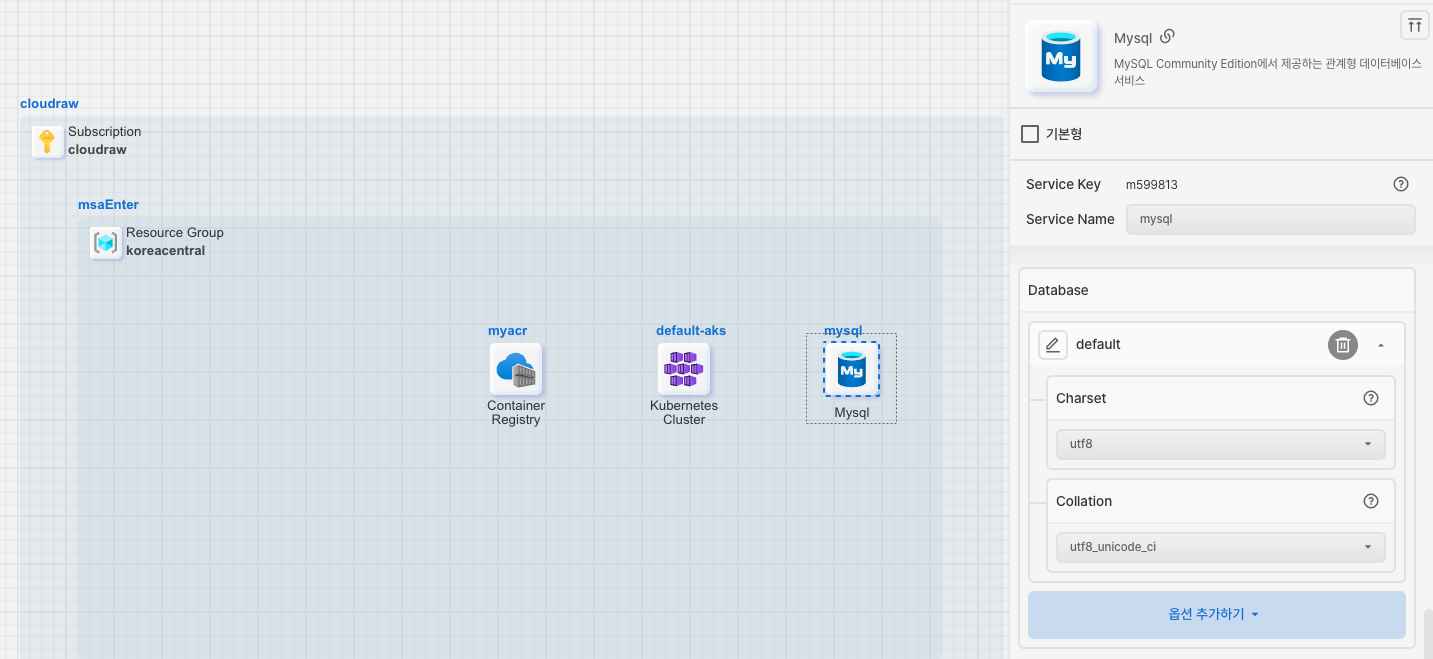 cloudraw
Subscription
cloudraw
msaEnter
Resource Group
koreacentral
myacr
Container
Registry
default-aks
Kubernetes
Cluster
mysql
My
Mysql
My
Mysql
MySQL Community Edition에서 제공하는 관계형 데이터베이스
서비스
기본형
Service Key m599813
Service Name mysql
Database
default
Charset
utf8
Collation
utf8_unicode_ci
옵션 추가하기